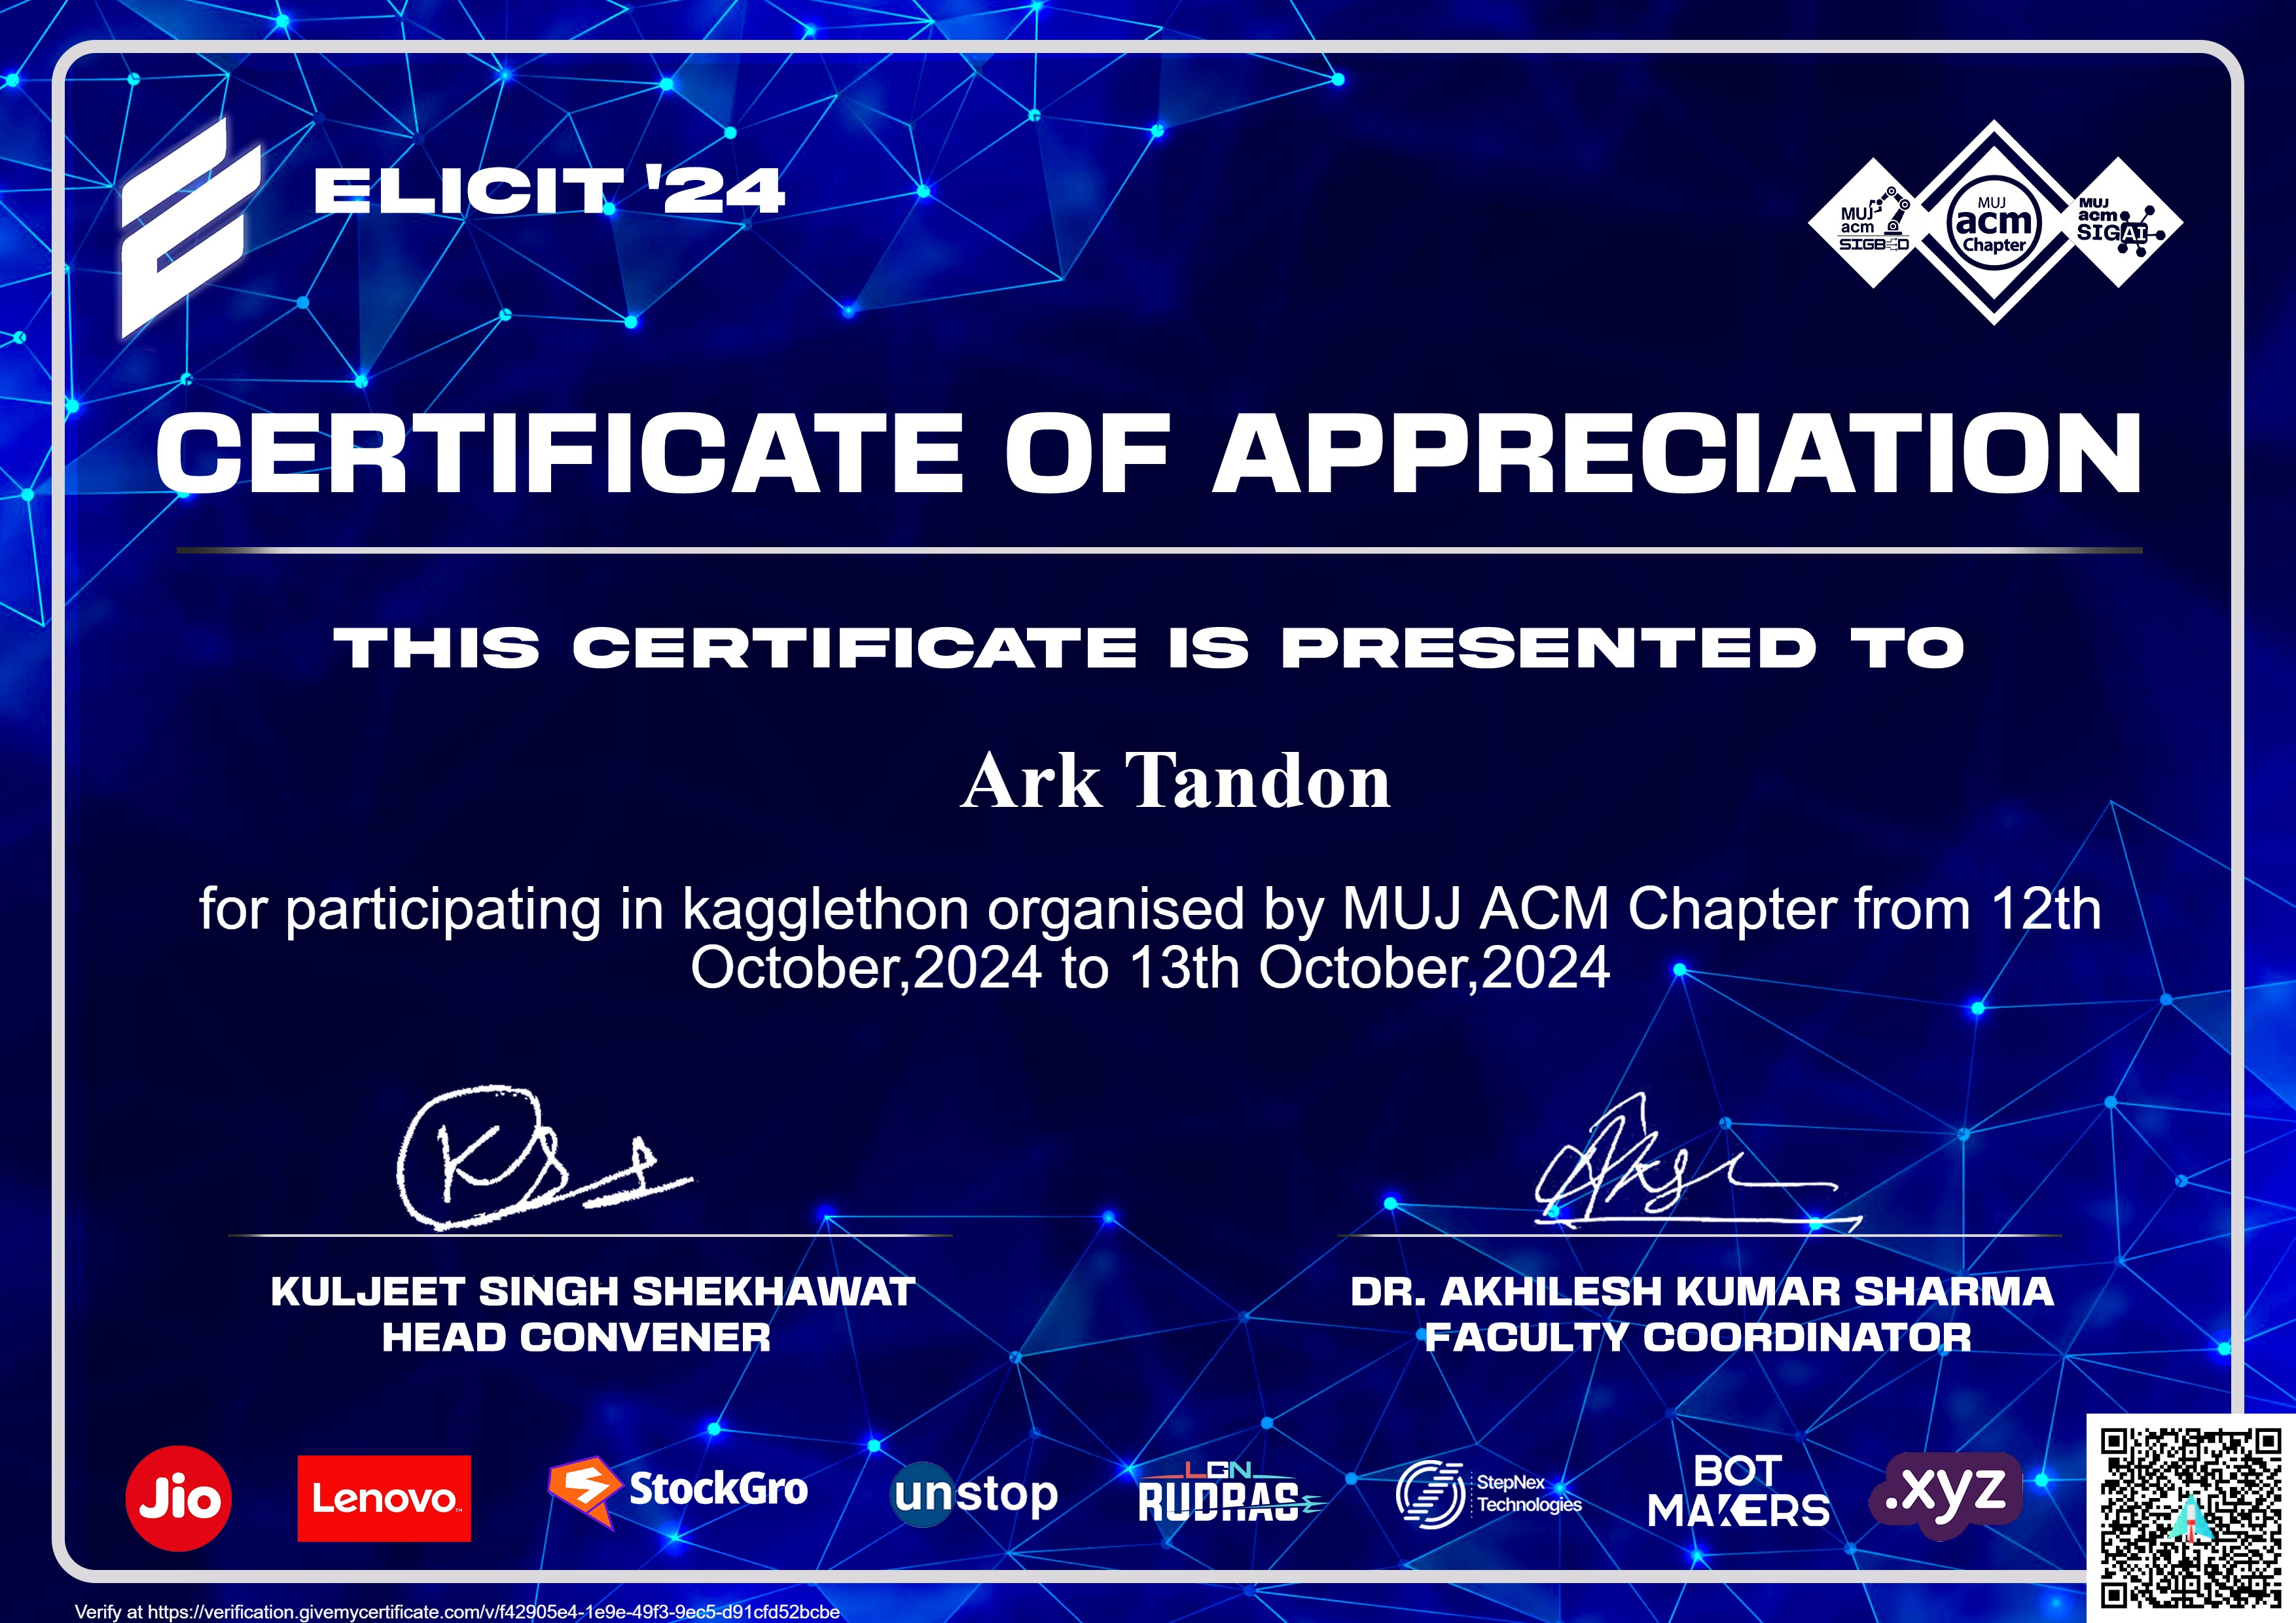 ELICIT '24
MUJ
acm
SIGBED
MUJ
acm
Chapter
MUJ
acm
SIGAI
CERTIFICATE OF APPRECIATION
THIS CERTIFICATE IS PRESENTED TO
Ark Tandon
for participating in kagglethon organised by MUJ ACM Chapter from 12th
October,2024 to 13th October,2024
KULJEET SINGH SHEKHAWAT
HEAD CONVENER
DR. AKHILESH KUMAR SHARMA
FACULTY COORDINATOR
Jio
Lenovo
StockGro
unstop
LGN
RUDRAS
StepNex
Technologies
BOT
MAKERS
.xyz
Verify at https://verification.givemycertificate.com/v/f42905e4-1e9e-49f3-9ec5-d91cfd52bcbe